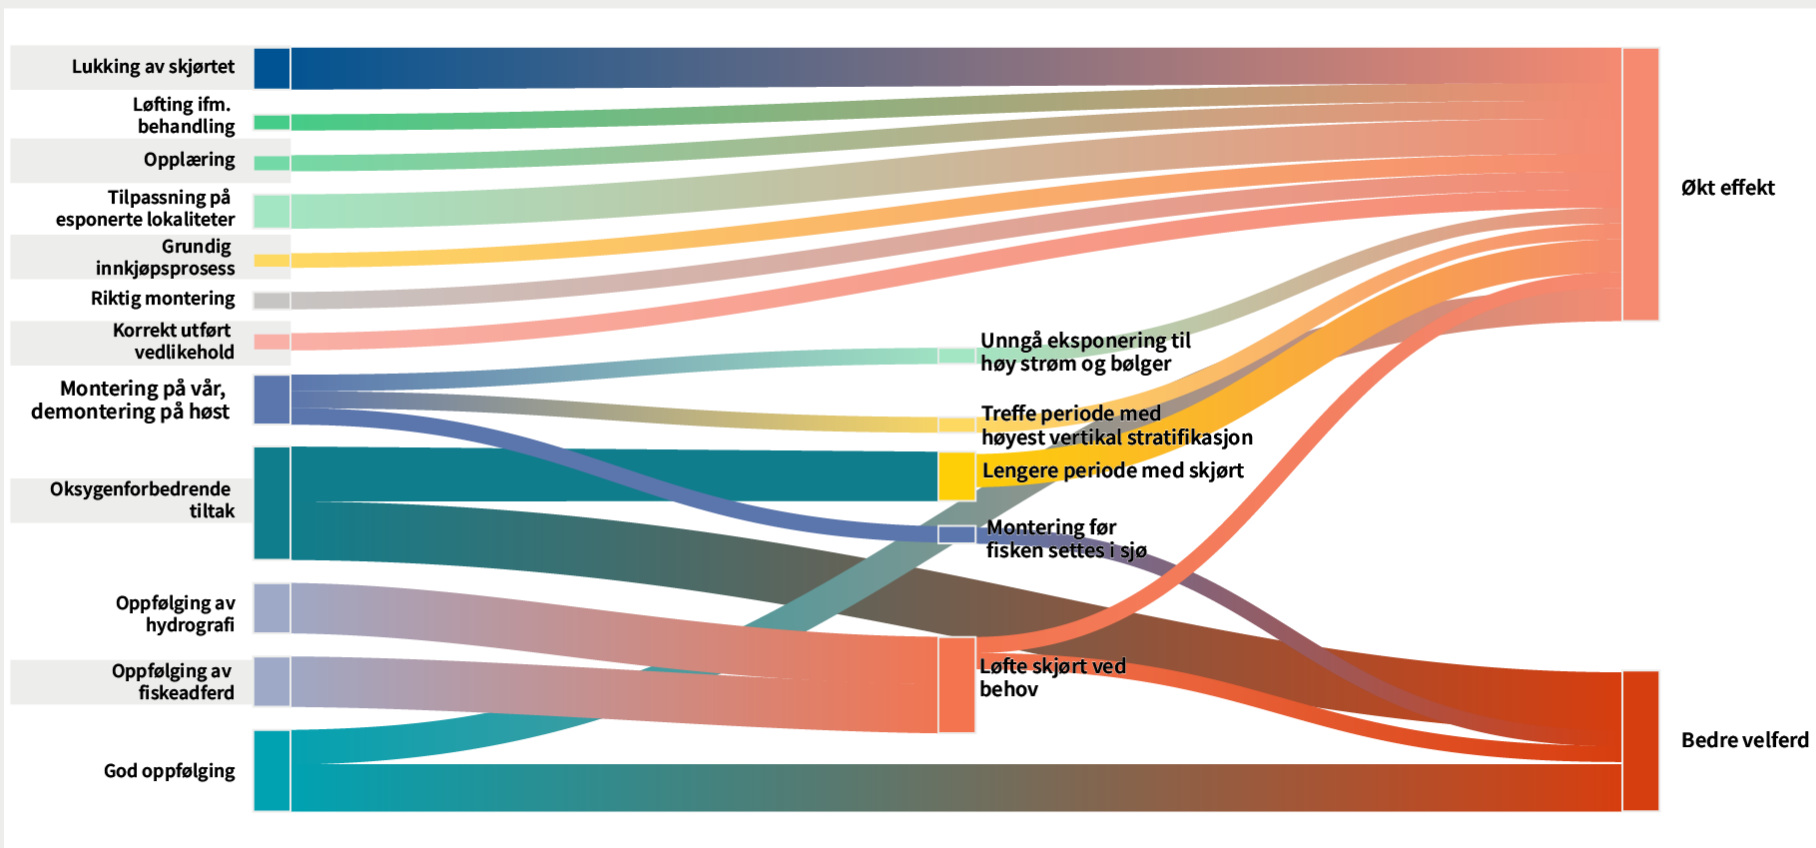 Lukking av skjørtet
Løfting ifm.
behandling
Opplæring
Tilpassning på
esponerte lokaliteter
Grundig
innkjøpsprosess
Riktig montering
Korrekt utført
vedlikehold
Montering på vår,
demontering på høst
Oksygenforbedrende
tiltak
Oppfølging av
hydrografi
Oppfølging av
fiskeadferd
God oppfølging
Unngå eksponering til
høy strøm og bølger
Treffe periode med
høyest vertikal stratifikasjon
Lengere periode med skjørt
Montering før
fisken settes i sjø
Løfte skjørt ved
behov
Økt effekt
Bedre velferd